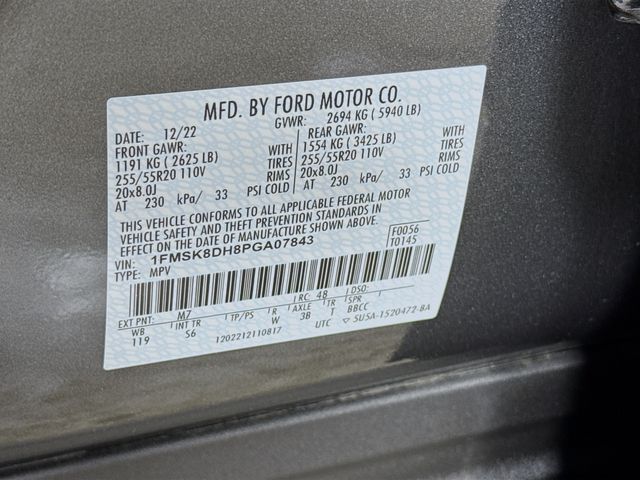 MFD. BY FORD MOTOR CO.
DATE: 12/22 GVWR: 2694 KG ( 5940 LB)
FRONT GAWR: WITH REAR GAWR: WITH
1191 KG ( 2625 LB) TIRES 1554 KG ( 3425 LB) TIRES
255/55R20 110V RIMS 255/55R20 110V RIMS
20x8.0J 20x8.0J
AT 230 kPa/ 33 PSI COLD AT 230 kPa/ 33 PSI COLD
THIS VEHICLE CONFORMS TO ALL APPLICABLE FEDERAL MOTOR
VEHICLE SAFETY AND THEFT PREVENTION STANDARDS IN
EFFECT ON THE DATE OF MANUFACTURE SHOWN ABOVE.
VIN: 1FMSK8DH8PGA07843 F0056
TYPE: MPV T0145
EXT PNT: M7 RC: 48 DSO:
WB INT TR TP/PS R AXLE TR SPR
119 S6 W 3B T BBCC
1202212110817 UTC ▽ 5U5A-1520472-BA